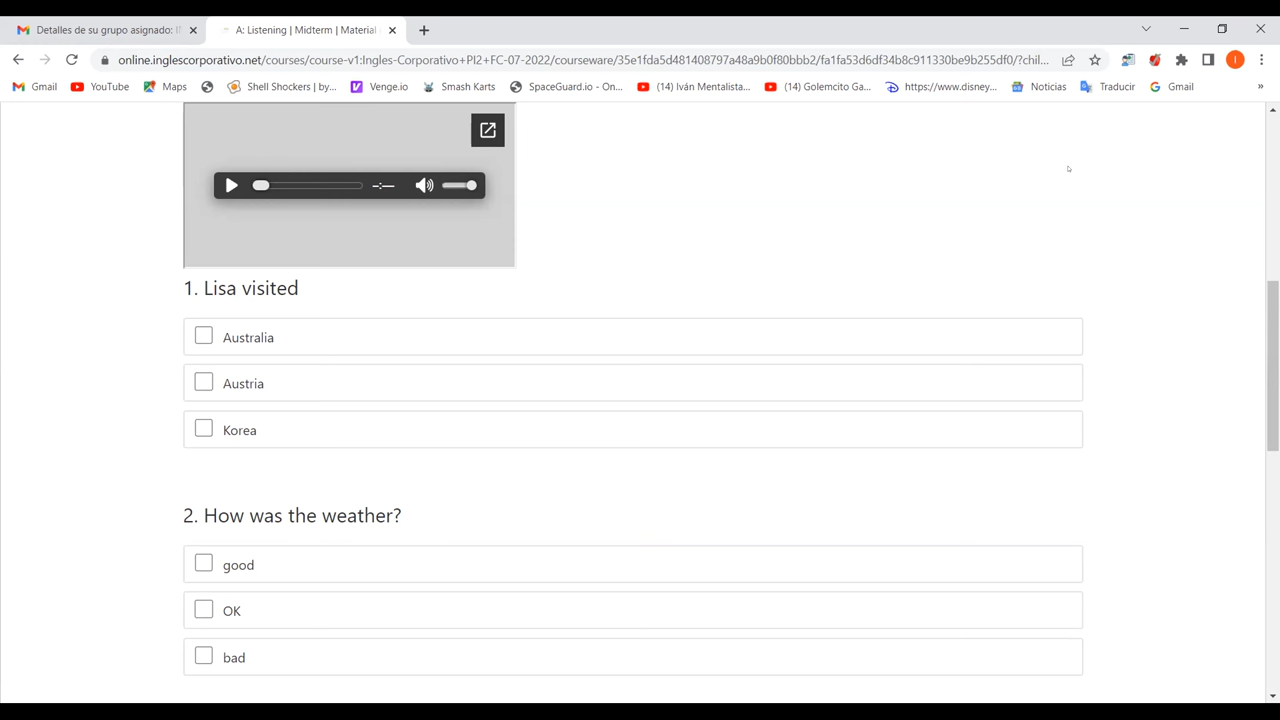 Detalles de su grupo asignado: I
A: Listening | Midterm | Material
online.inglescorporativo.net/courses/course-v1:Ingles-Corporativo+PI2+FC-17-2022/courseware/35e1fda5d481408797a48a9b0f80bbb2/fa1fa53d6df34b8c911330be9b255df0/?chil...
Gmail YouTube Maps Shell Shockers | by... Venge.io Smash Karts SpaceGuard.io - On... (14) Iván Mentalista... (14) Golemcito Ga... https://www.disney... Noticias Traducir Gmail »
-:--
1. Lisa visited
Australia
Austria
Korea
2. How was the weather?
good
OK
bad